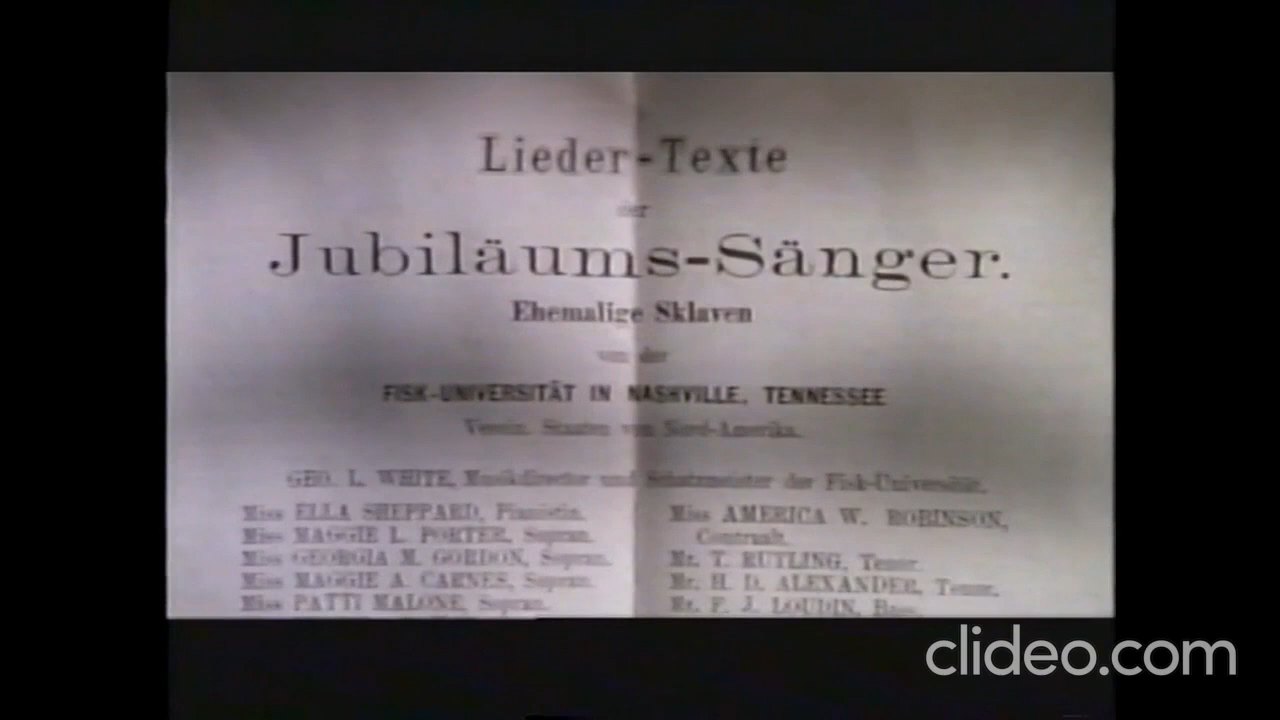 Lieder-Texte
der
Jubiläums-Sänger.
Ehemalige Sklaven
von der
FISK-UNIVERSITÄT IN NASHVILLE, TENNESSEE
Verein. Staaten von Nord-Amerika.
GEO. L. WHITE, Musikdirector und Schatzmeister der Fisk-Universität.
Miss ELLA SHEPPARD, Pianistin.
Miss MAGGIE L. PORTER, Sopran.
Miss GEORGIA M. GORDON, Sopran.
Miss MAGGIE A. CARNES, Sopran.
Miss PATTI MALONE, Sopran.
Miss AMERICA W. ROBINSON,
Contraalt.
Mr. T. RUTLING, Tenor.
Mr. H. D. ALEXANDER, Tenor.
Mr. F. J. LOUDIN, Bass.
clideo.com